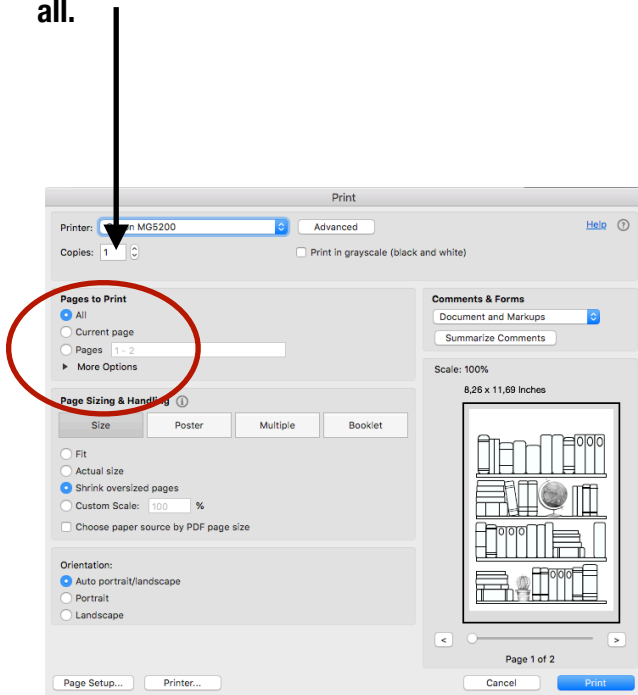 all.
Print
Printer: MG5200 Advanced Help ?
Copies: 1 Print in grayscale (black and white)
Pages to Print
All
Current page
Pages 1 - 2
More Options
Comments & Forms
Document and Markups
Summarize Comments
Scale: 100%
8,26 x 11,69 Inches
Page Sizing & Handling i
Size Poster Multiple Booklet
Fit
Actual size
Shrink oversized pages
Custom Scale: 100 %
Choose paper source by PDF page size
Orientation:
Auto portrait/landscape
Portrait
Landscape
< >
Page 1 of 2
Page Setup... Printer... Cancel Print